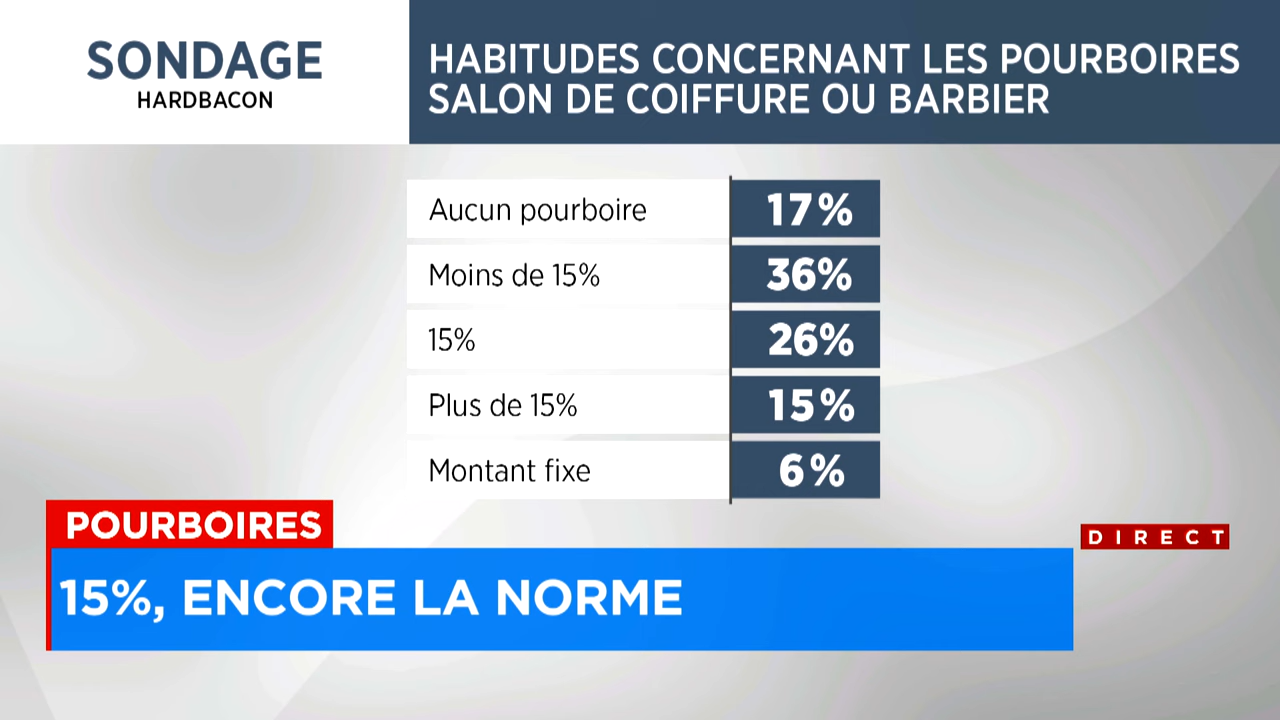 SONDAGE
HARDBACON
HABITUDES CONCERNANT LES POURBOIRES
SALON DE COIFFURE OU BARBIER
Aucun pourboire 17%
Moins de 15% 36%
15% 26%
Plus de 15% 15%
Montant fixe 6%
POURBOIRES
DIRECT
15%, ENCORE LA NORME